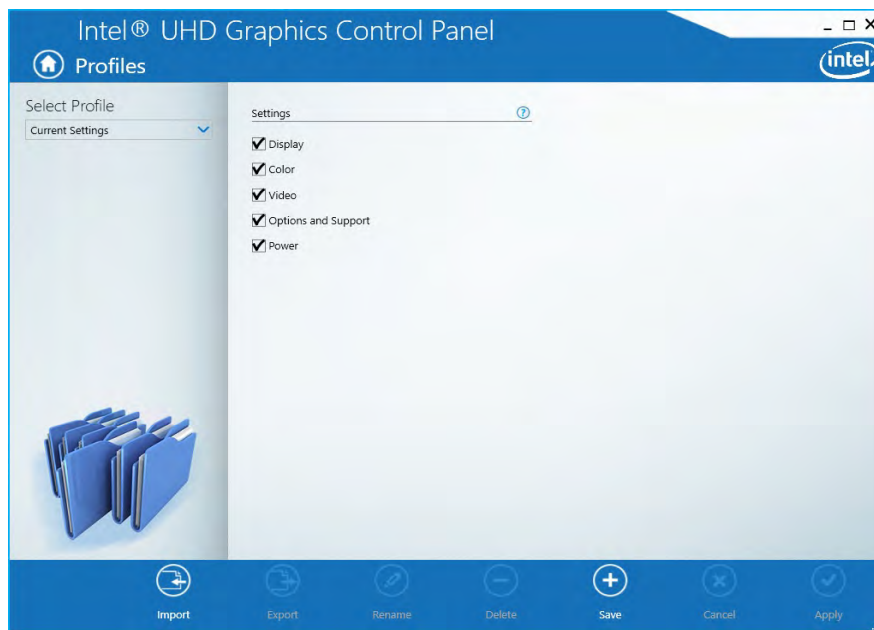 Intel® UHD Graphics Control Panel
Profiles
intel
Select Profile
Current Settings
Settings
?
Display
Color
Video
Options and Support
Power
Import
Export
Rename
Delete
Save
Cancel
Apply